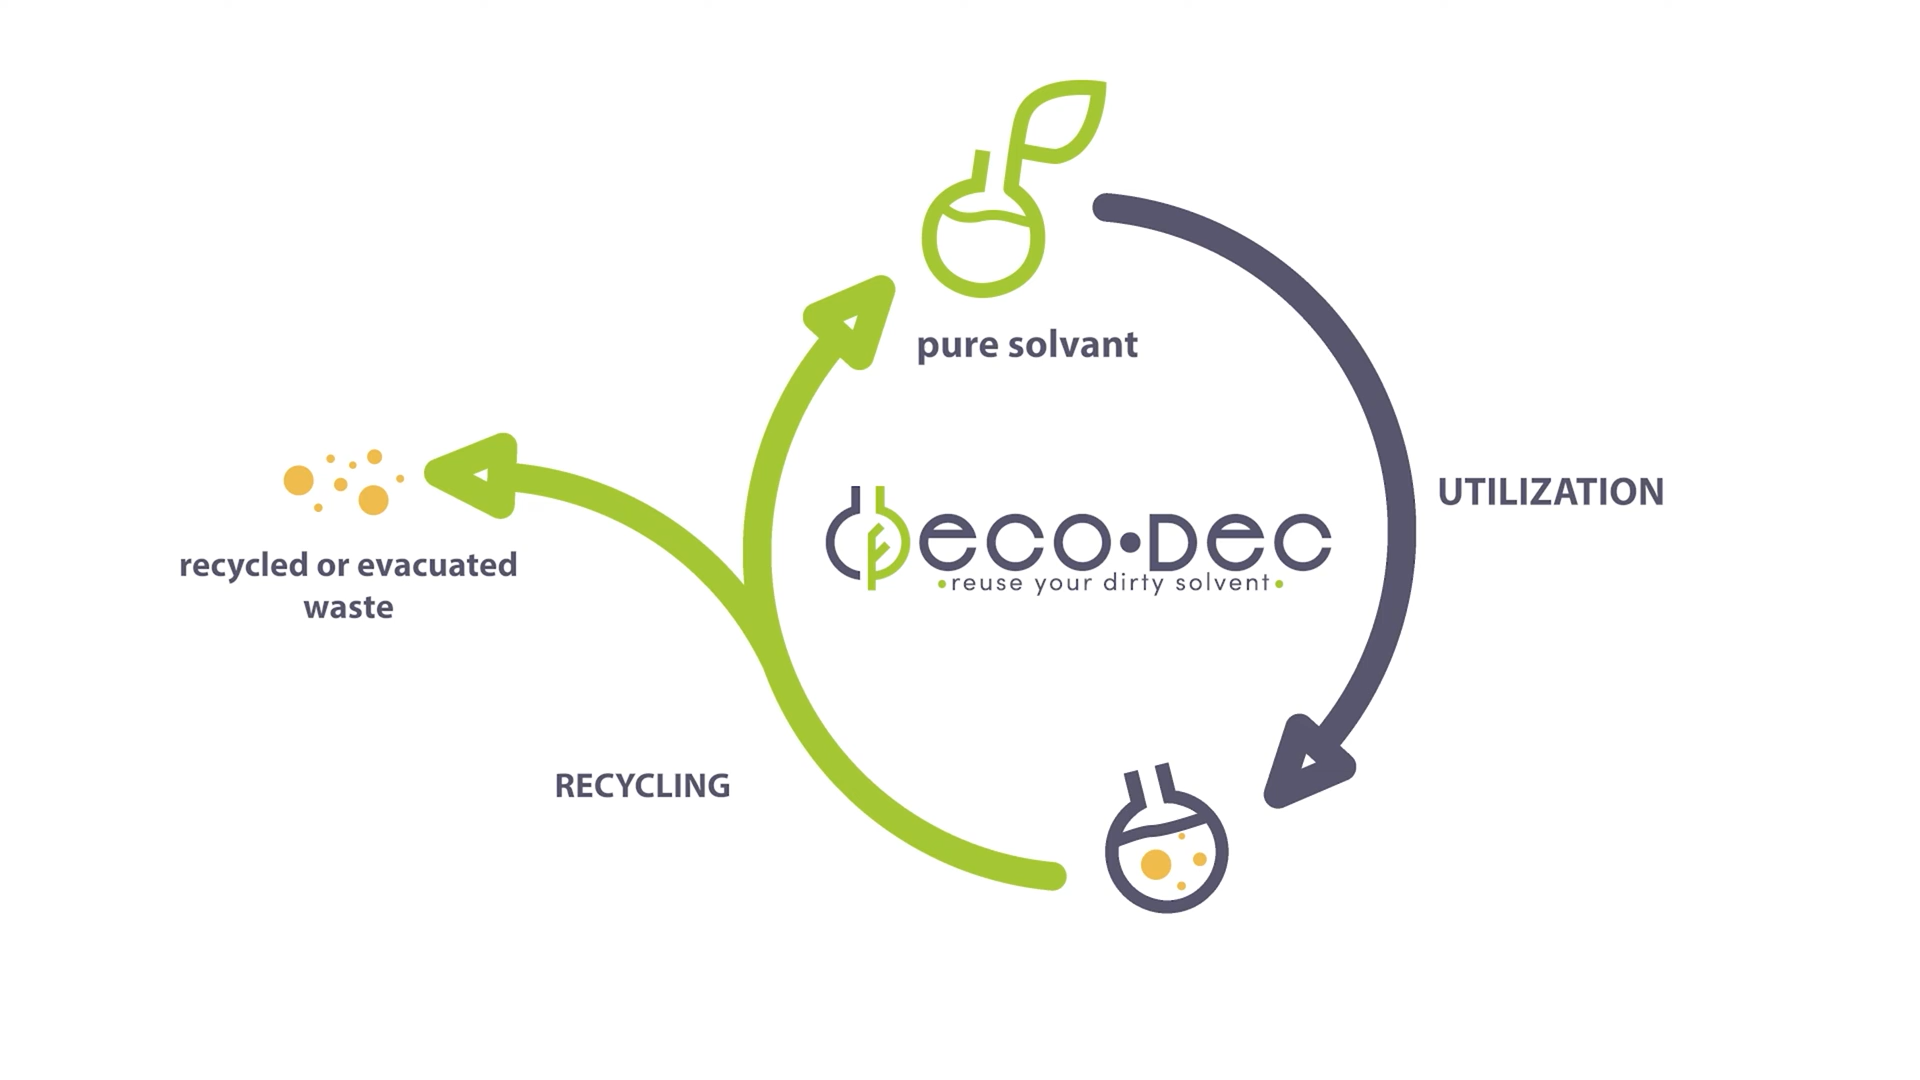 pure solvant
UTILIZATION
eco•Dec
•reuse your dirty solvent•
recycled or evacuated
waste
RECYCLING